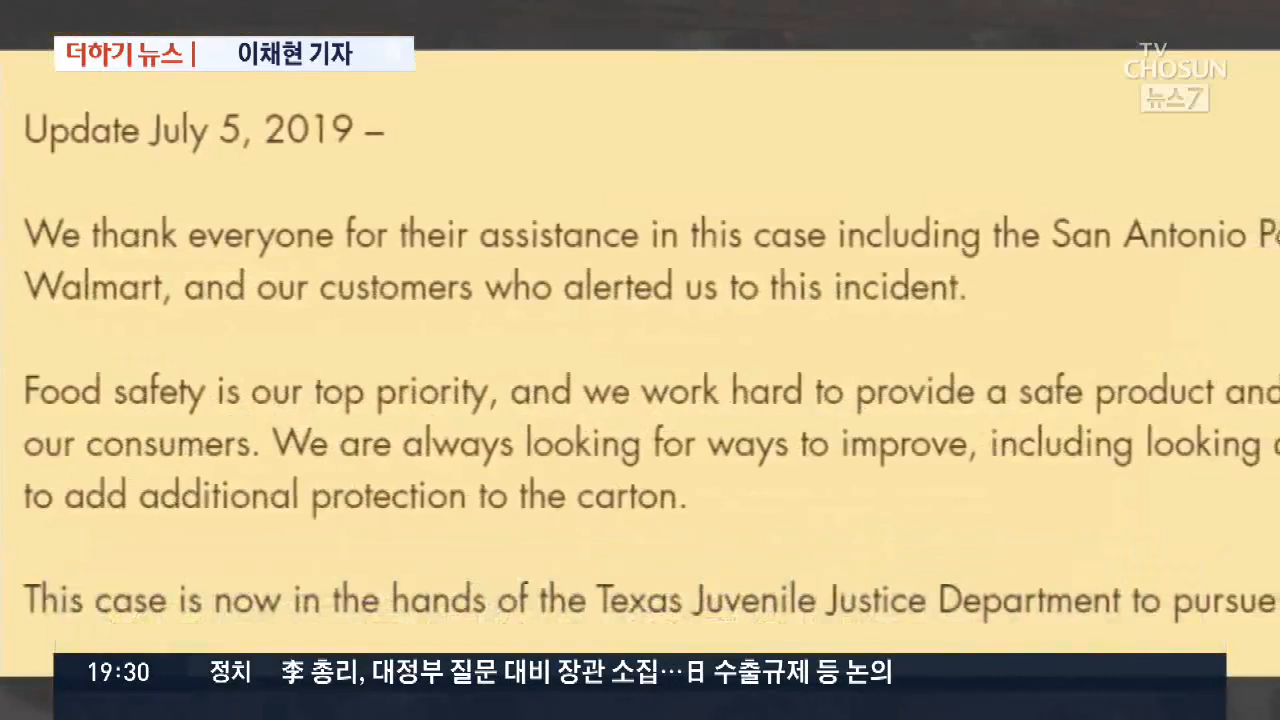 더하기 뉴스 | 이채현 기자
TV
CHOSUN
뉴스7
Update July 5, 2019 –
We thank everyone for their assistance in this case including the San Antonio
Walmart, and our customers who alerted us to this incident.
Food safety is our top priority, and we work hard to provide a safe product and
our consumers. We are always looking for ways to improve, including looking
to add additional protection to the carton.
This case is now in the hands of the Texas Juvenile Justice Department to pursue
19:30 정치 李 총리, 대정부 질문 대비 장관 소집…日 수출규제 등 논의